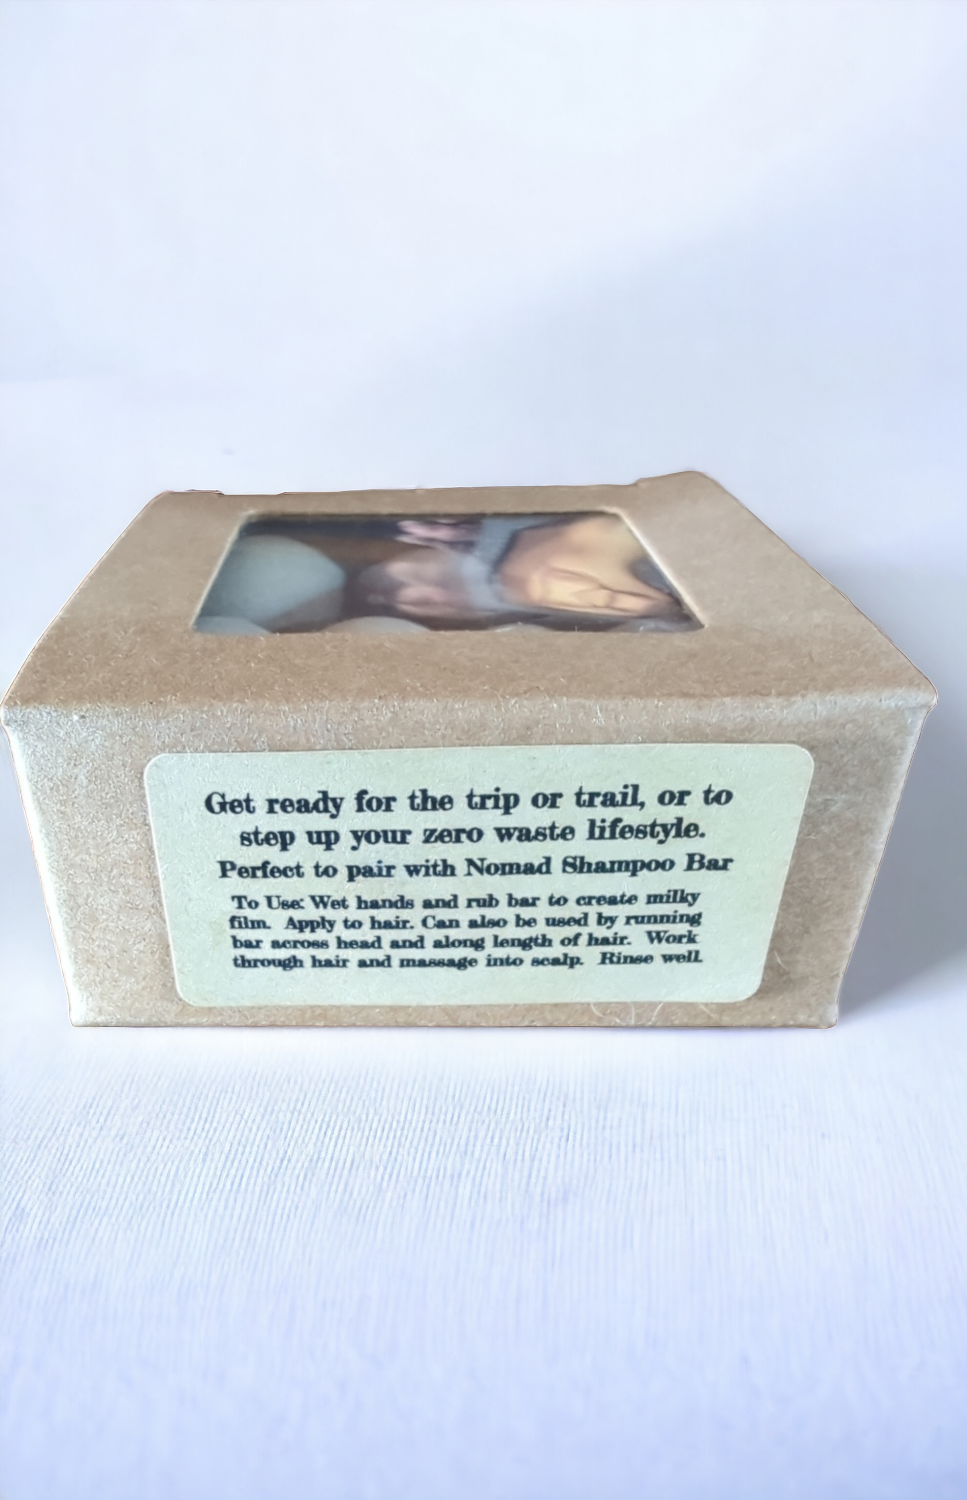 Get ready for the trip or trail, or to
step up your zero waste lifestyle.
Perfect to pair with Nomad Shampoo Bar
To Use: Wet hands and rub bar to create milky
film. Apply to hair. Can also be used by running
bar across head and along length of hair. Work
through hair and massage into scalp. Rinse well.